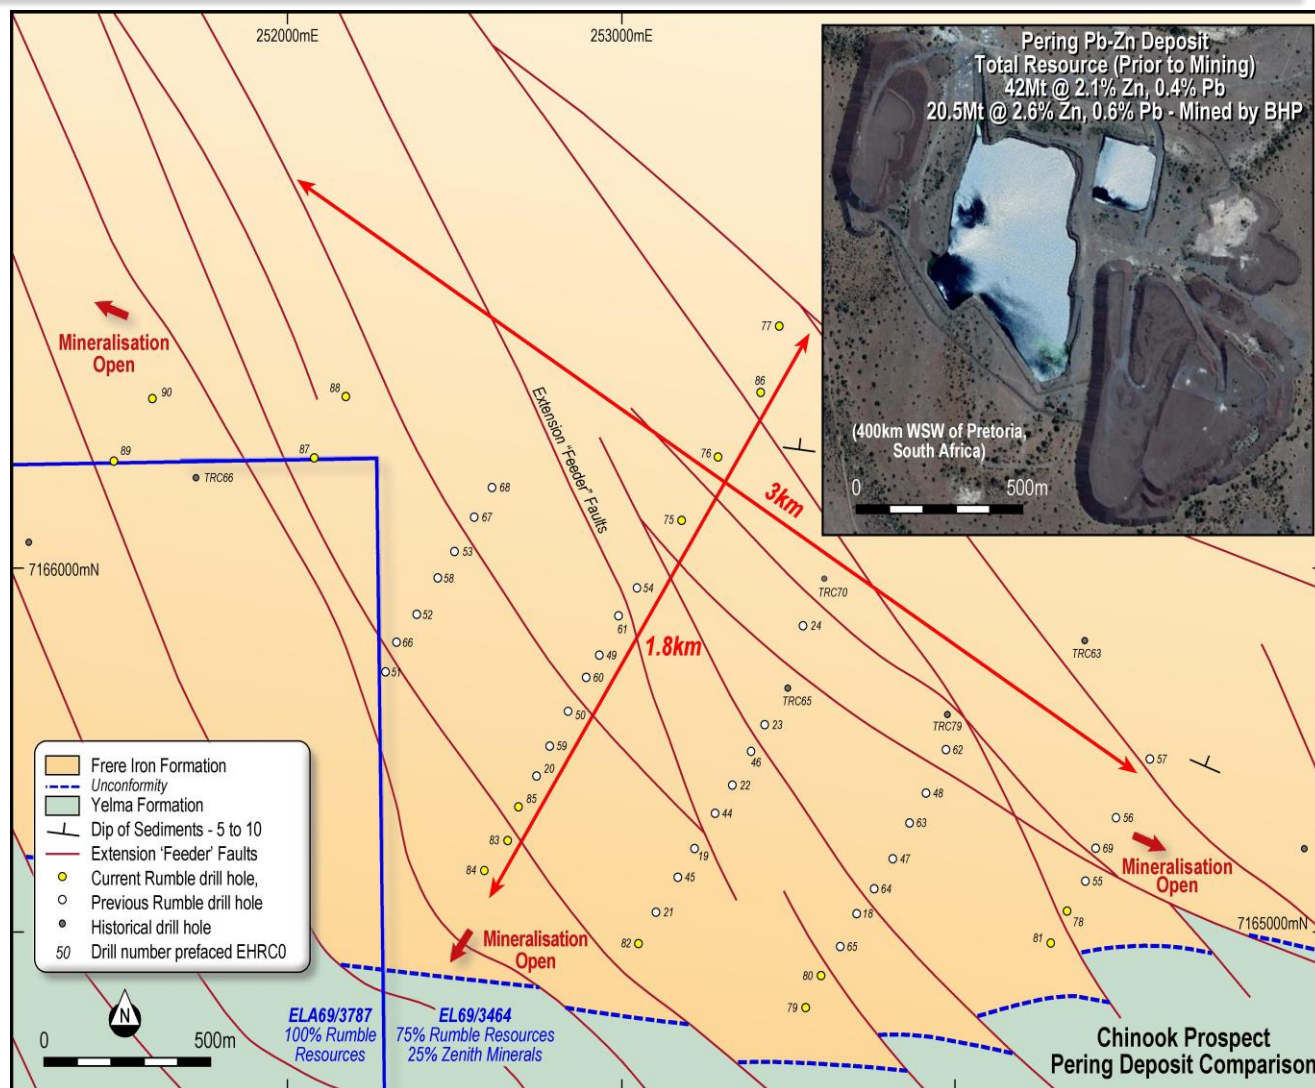 252000mE
253000mE
Pering Pb-Zn Deposit
Total Resource (Prior to Mining)
42Mt @ 2.1% Zn, 0.4% Pb
20.5Mt @ 2.6% Zn, 0.6% Pb - Mined by BHP
(400km WSW of Pretoria,
South Africa)
0
500m
Mineralisation
Open
77
86
76
75
90
88
89
87
TRC66
68
67
53
58
52
66
51
7166000mN
Extension "Feeder" Faults
3km
1.8km
54
61
49
60
50
59
20
85
83
84
TRC70
24
TRC65
TRC63
TRC79
23
46
62
57
22
44
48
63
56
19
45
47
69
64
55
21
18
78
82
65
81
80
79
Mineralisation
Open
Mineralisation
Open
7165000mN
Frere Iron Formation
Unconformity
Yelma Formation
Dip of Sediments - 5 to 10
Extension 'Feeder' Faults
Current Rumble drill hole,
Previous Rumble drill hole
Historical drill hole
50 Drill number prefaced EHRC0
N
0
500m
ELA69/3787
100% Rumble
Resources
EL69/3464
75% Rumble Resources
25% Zenith Minerals
Chinook Prospect
Pering Deposit Comparison